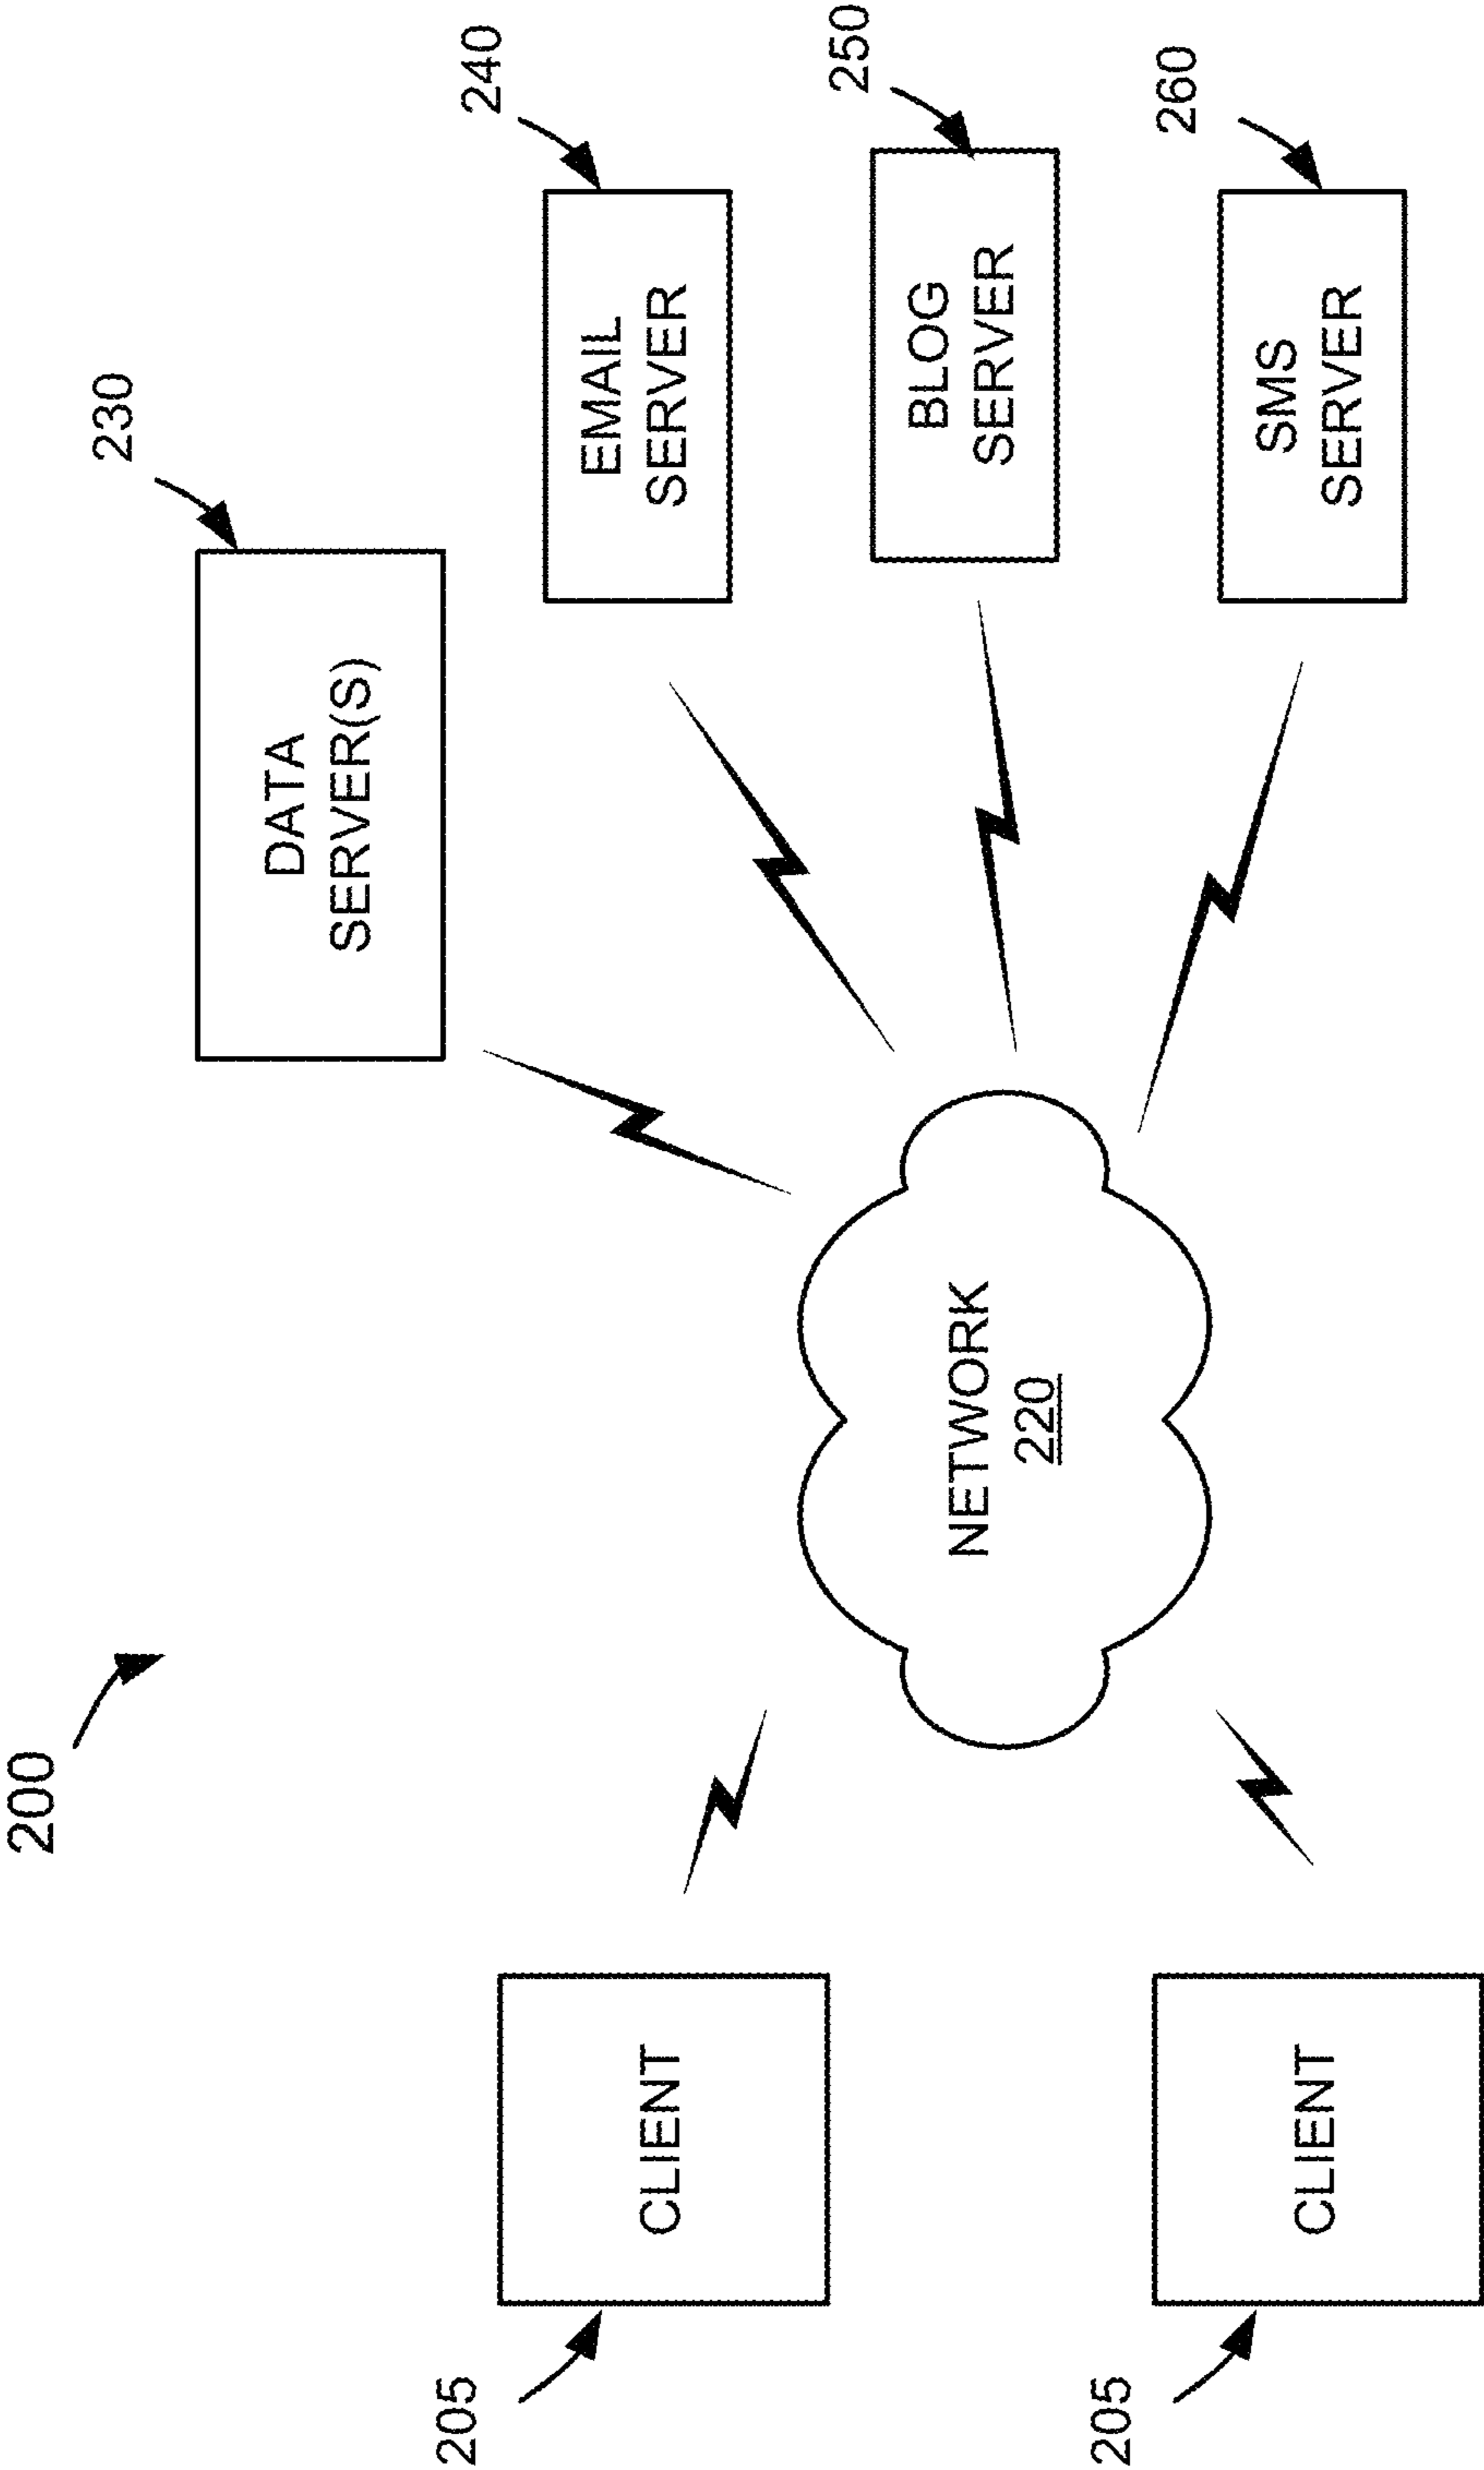 200
230
DATA
SERVER(S)
240
EMAIL
SERVER
205
CLIENT
NETWORK
220
250
BLOG
SERVER
260
SMS
SERVER
205
CLIENT